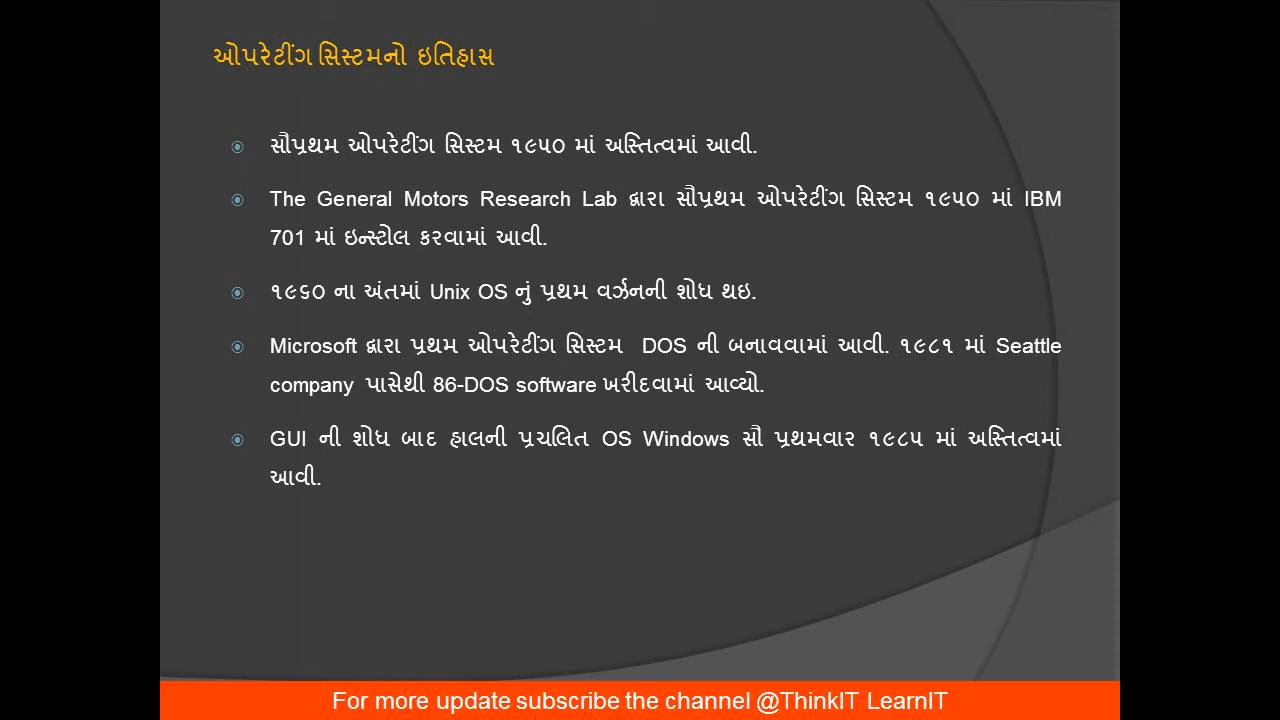 ઓપરેટીંગ સિસ્ટમનો ઇતિહાસ
સૌપ્રથમ ઓપરેટીંગ સિસ્ટમ ૧૯૫૦ માં અસ્તિત્વમાં આવી.
The General Motors Research Lab દ્વારા સૌપ્રથમ ઓપરેટીંગ સિસ્ટમ ૧૯૫૦ માં IBM
701 માં ઇન્સ્ટોલ કરવામાં આવી.
૧૯૬૦ ના અંતમાં Unix OS નું પ્રથમ વર્ઝનની શોધ થઇ.
Microsoft દ્વારા પ્રથમ ઓપરેટીંગ સિસ્ટમ DOS ની બનાવવામાં આવી. ૧૯૮૧ માં Seattle
company પાસેથી 86-DOS software ખરીદવામાં આવ્યો.
GUI ની શોધ બાદ હાલની પ્રચલિત OS Windows સૌ પ્રથમવાર ૧૯૮૫ માં અસ્તિત્વમાં
આવી.
For more update subscribe the channel @ThinkIT LearnIT